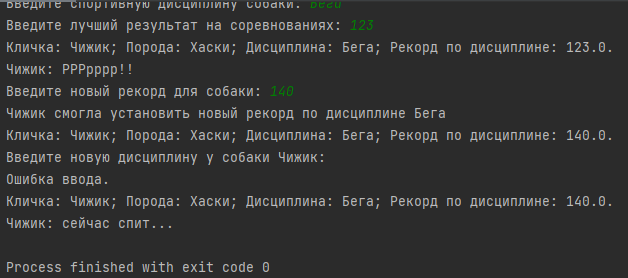 Введите спортивную дисциплину собаки: Бега
Введите лучший результат на соревнованиях: 123
Кличка: Чижик; Порода: Хаски; Дисциплина: Бега; Рекорд по дисциплине: 123.0.
Чижик: РРРрррр!!
Введите новый рекорд для собаки: 140
Чижик смогла установить новый рекорд по дисциплине Бега
Кличка: Чижик; Порода: Хаски; Дисциплина: Бега; Рекорд по дисциплине: 140.0.
Введите новую дисциплину у собаки Чижик:
Ошибка ввода.
Кличка: Чижик; Порода: Хаски; Дисциплина: Бега; Рекорд по дисциплине: 140.0.
Чижик: сейчас спит...
Process finished with exit code 0